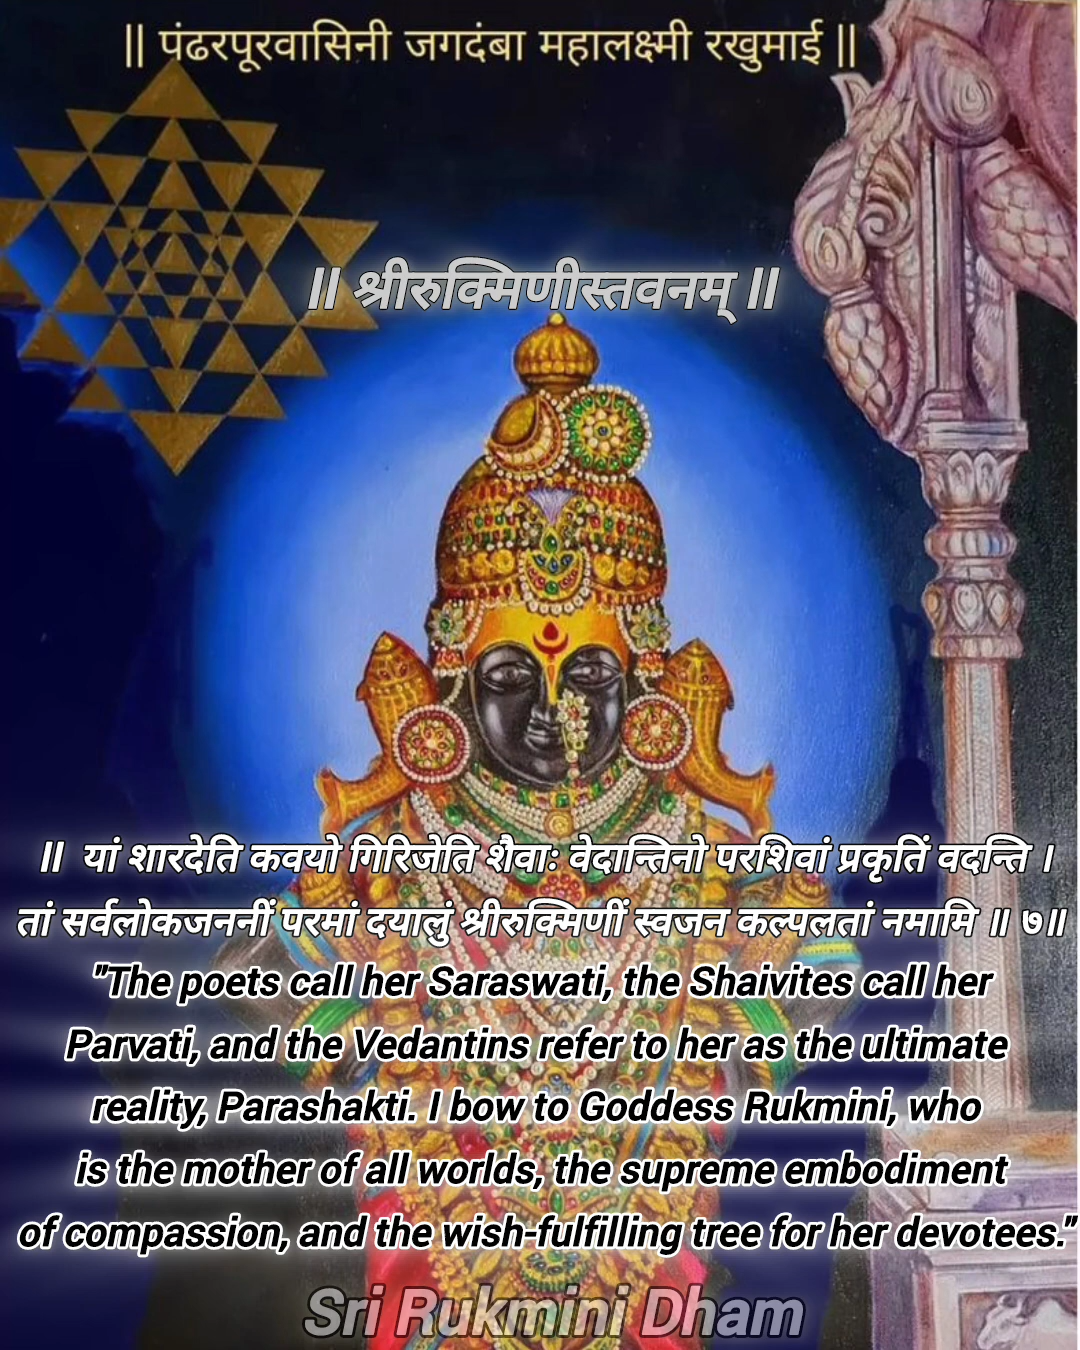 || पंढरपूरवासिनी जगदंबा महालक्ष्मी रखुमाई ||
॥ श्रीरुक्मिणीस्तवनम् ॥
॥ यां शारदेति कवयो गिरिजेति शैवाः वेदान्तिनो परशिवां प्रकृतिं वदन्ति ।
तां सर्वलोकजननीं परमां दयालुं श्रीरुक्मिणीं स्वजन कल्पलतां नमामि ॥ ७॥
"The poets call her Saraswati, the Shaivites call her
Parvati, and the Vedantins refer to her as the ultimate
reality, Parashakti. I bow to Goddess Rukmini, who
is the mother of all worlds, the supreme embodiment
of compassion, and the wish-fulfilling tree for her devotees."
Sri Rukmini Dham